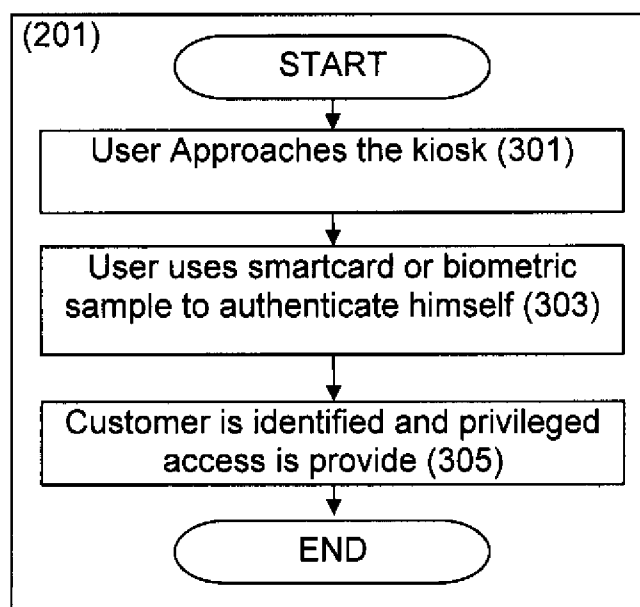 (201)
START
User Approaches the kiosk (301)
User uses smartcard or biometric
sample to authenticate himself (303)
Customer is identified and privileged
access is provide (305)
END